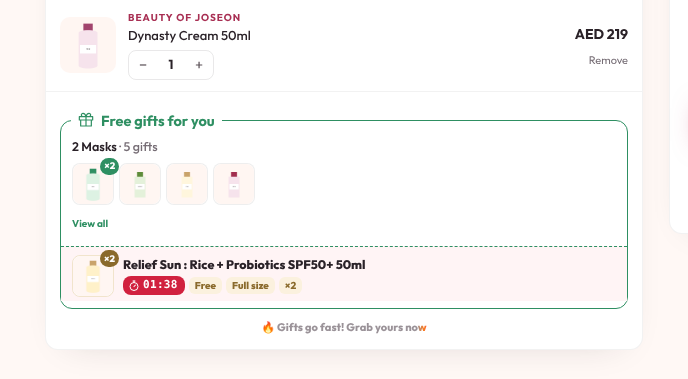 BEAUTY OF JOSEON
Dynasty Cream 50ml
AED 219
− 1 +
Remove
Free gifts for you
2 Masks · 5 gifts
×2
View all
×2
Relief Sun : Rice + Probiotics SPF50+ 50ml
01:38 Free Full size ×2
🔥 Gifts go fast! Grab yours now